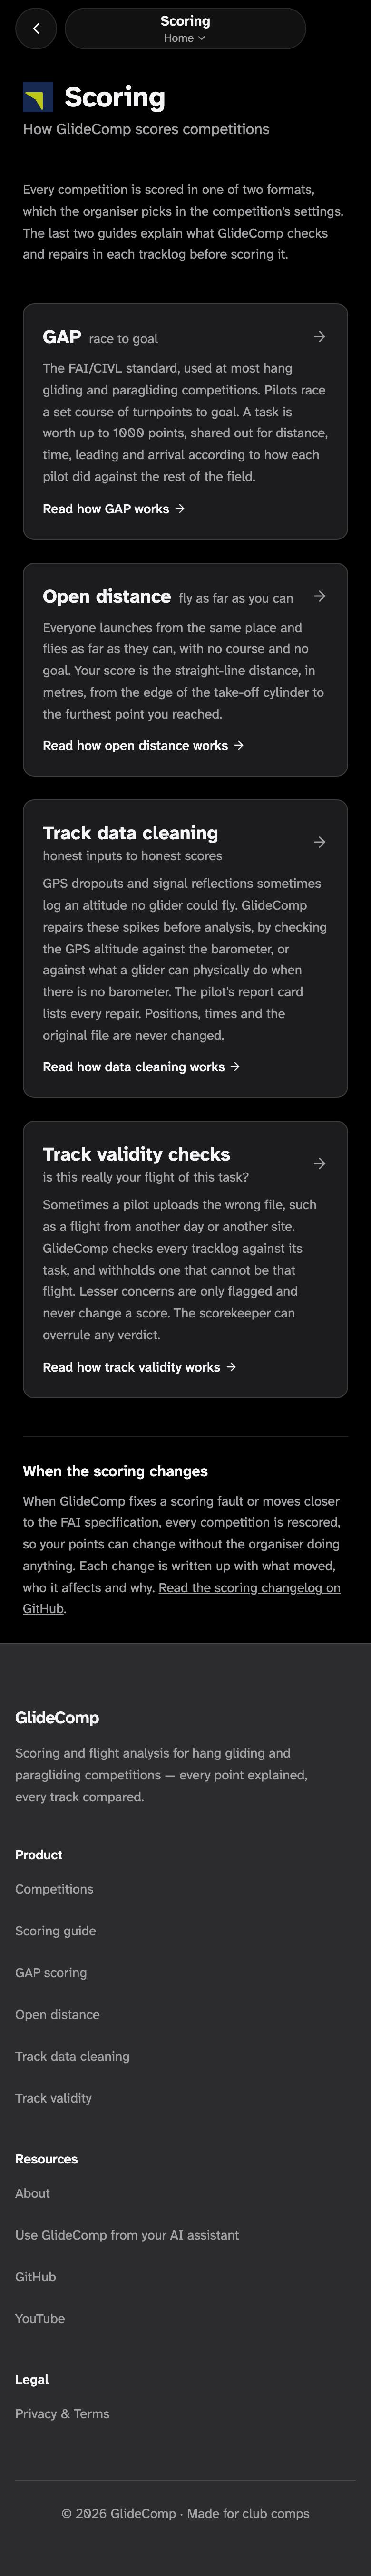 Scoring
Home
Scoring
How GlideComp scores competitions
Every competition is scored in one of two formats,
which the organiser picks in the competition's settings.
The last two guides explain what GlideComp checks
and repairs in each tracklog before scoring it.
GAP race to goal
The FAI/CIVL standard, used at most hang
gliding and paragliding competitions. Pilots race
a set course of turnpoints to goal. A task is
worth up to 1000 points, shared out for distance,
time, leading and arrival according to how each
pilot did against the rest of the field.
Read how GAP works →
Open distance fly as far as you can
Everyone launches from the same place and
flies as far as they can, with no course and no
goal. Your score is the straight-line distance, in
metres, from the edge of the take-off cylinder to
the furthest point you reached.
Read how open distance works →
Track data cleaning
honest inputs to honest scores
GPS dropouts and signal reflections sometimes
log an altitude no glider could fly. GlideComp
repairs these spikes before analysis, by checking
the GPS altitude against the barometer, or
against what a glider can physically do when
there is no barometer. The pilot's report card
lists every repair. Positions, times and the
original file are never changed.
Read how data cleaning works →
Track validity checks
is this really your flight of this task?
Sometimes a pilot uploads the wrong file, such
as a flight from another day or another site.
GlideComp checks every tracklog against its
task, and withholds one that cannot be that
flight. Lesser concerns are only flagged and
never change a score. The scorekeeper can
overrule any verdict.
Read how track validity works →
When the scoring changes
When GlideComp fixes a scoring fault or moves closer
to the FAI specification, every competition is rescored,
so your points can change without the organiser doing
anything. Each change is written up with what moved,
who it affects and why. Read the scoring changelog on
GitHub.
GlideComp
Scoring and flight analysis for hang gliding and
paragliding competitions — every point explained,
every track compared.
Product
Competitions
Scoring guide
GAP scoring
Open distance
Track data cleaning
Track validity
Resources
About
Use GlideComp from your AI assistant
GitHub
YouTube
Legal
Privacy & Terms
© 2026 GlideComp · Made for club comps